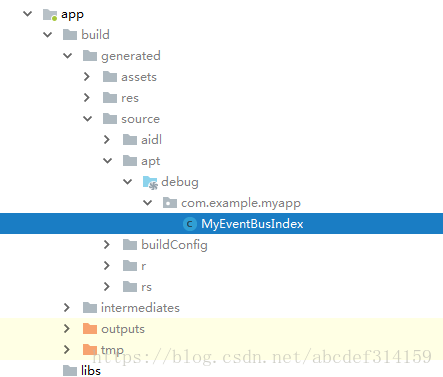 app
build
generated
assets
res
source
aidl
apt
debug
com.example.myapp
MyEventBusIndex
buildConfig
r
rs
intermediates
outputs
tmp
https://blog.csdn.net/abcdef314159
libs